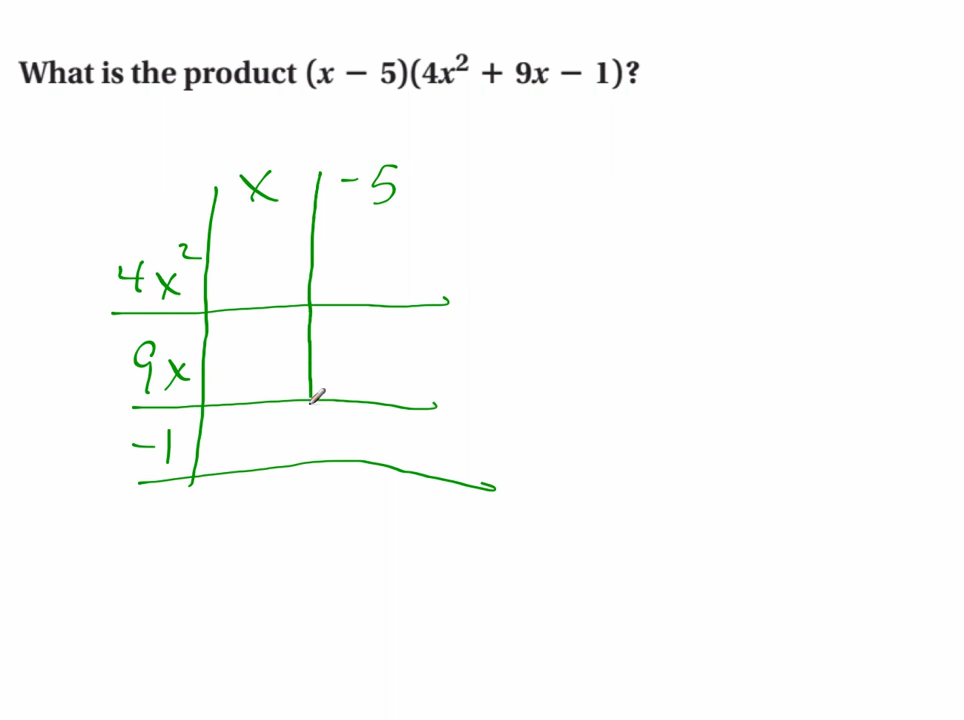 What is the product (x − 5)(4x² + 9x − 1)?
x -5
4x²
9x
-1